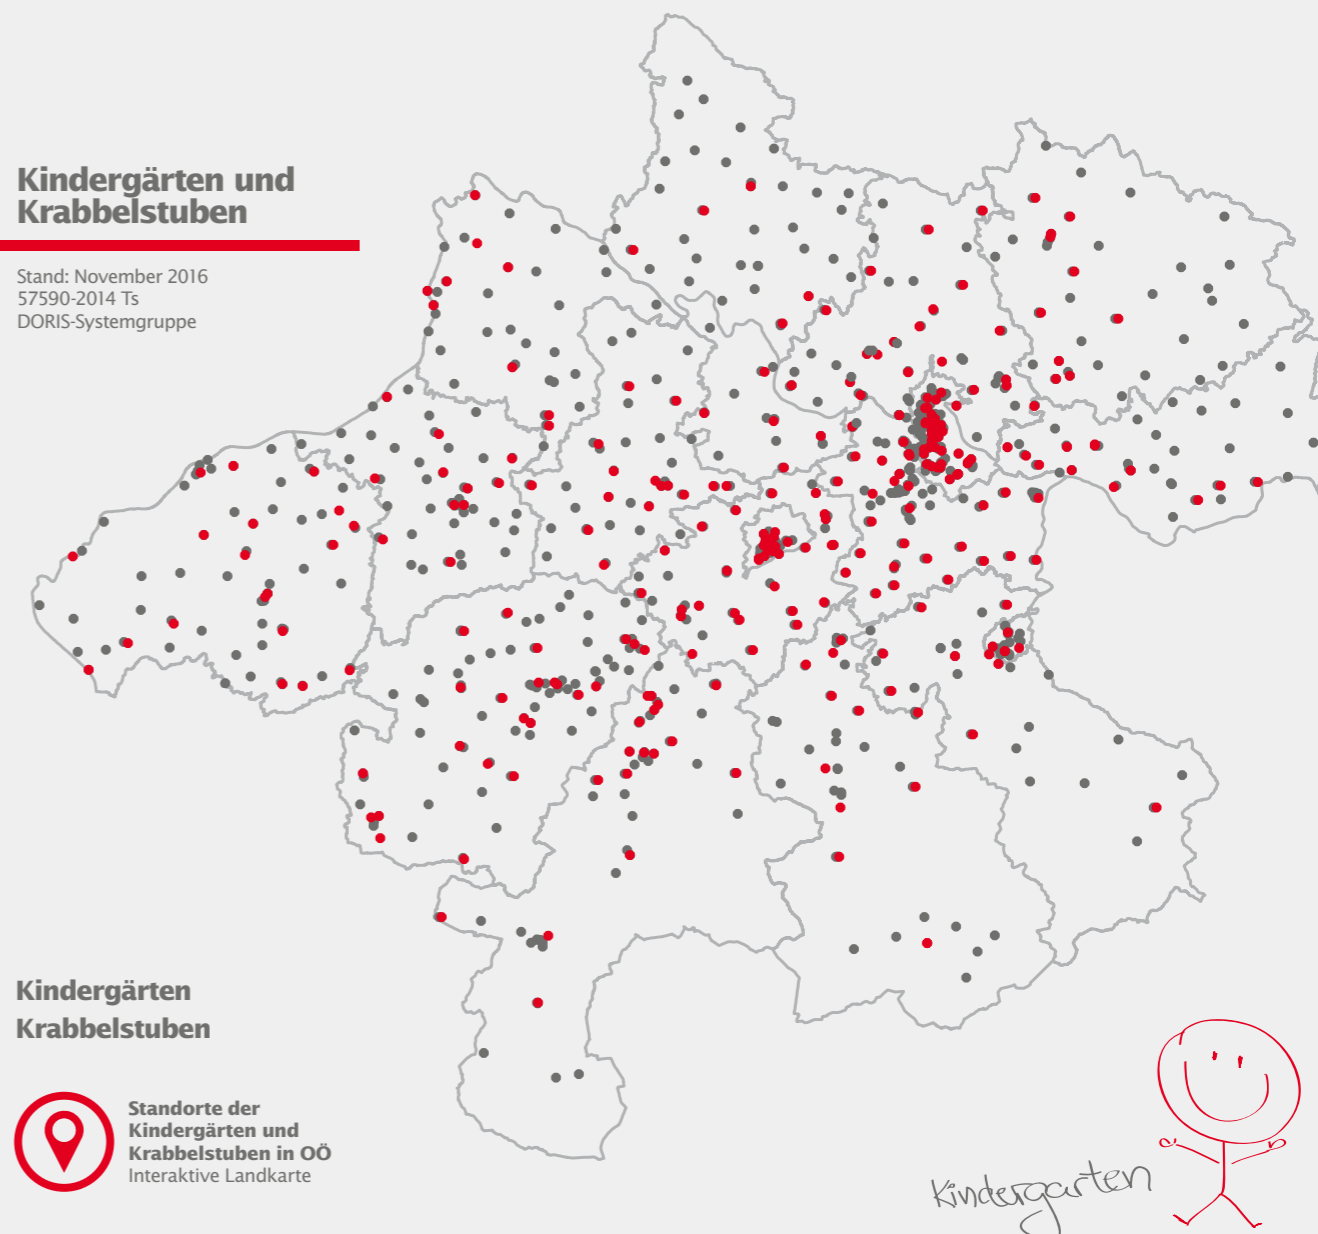 Kindergärten und
Krabbelstuben
Stand: November 2016
57590-2014 Ts
DORIS-Systemgruppe
Kindergärten
Krabbelstuben
Standorte der
Kindergärten und
Krabbelstuben in OÖ
Interaktive Landkarte
Kindergarten